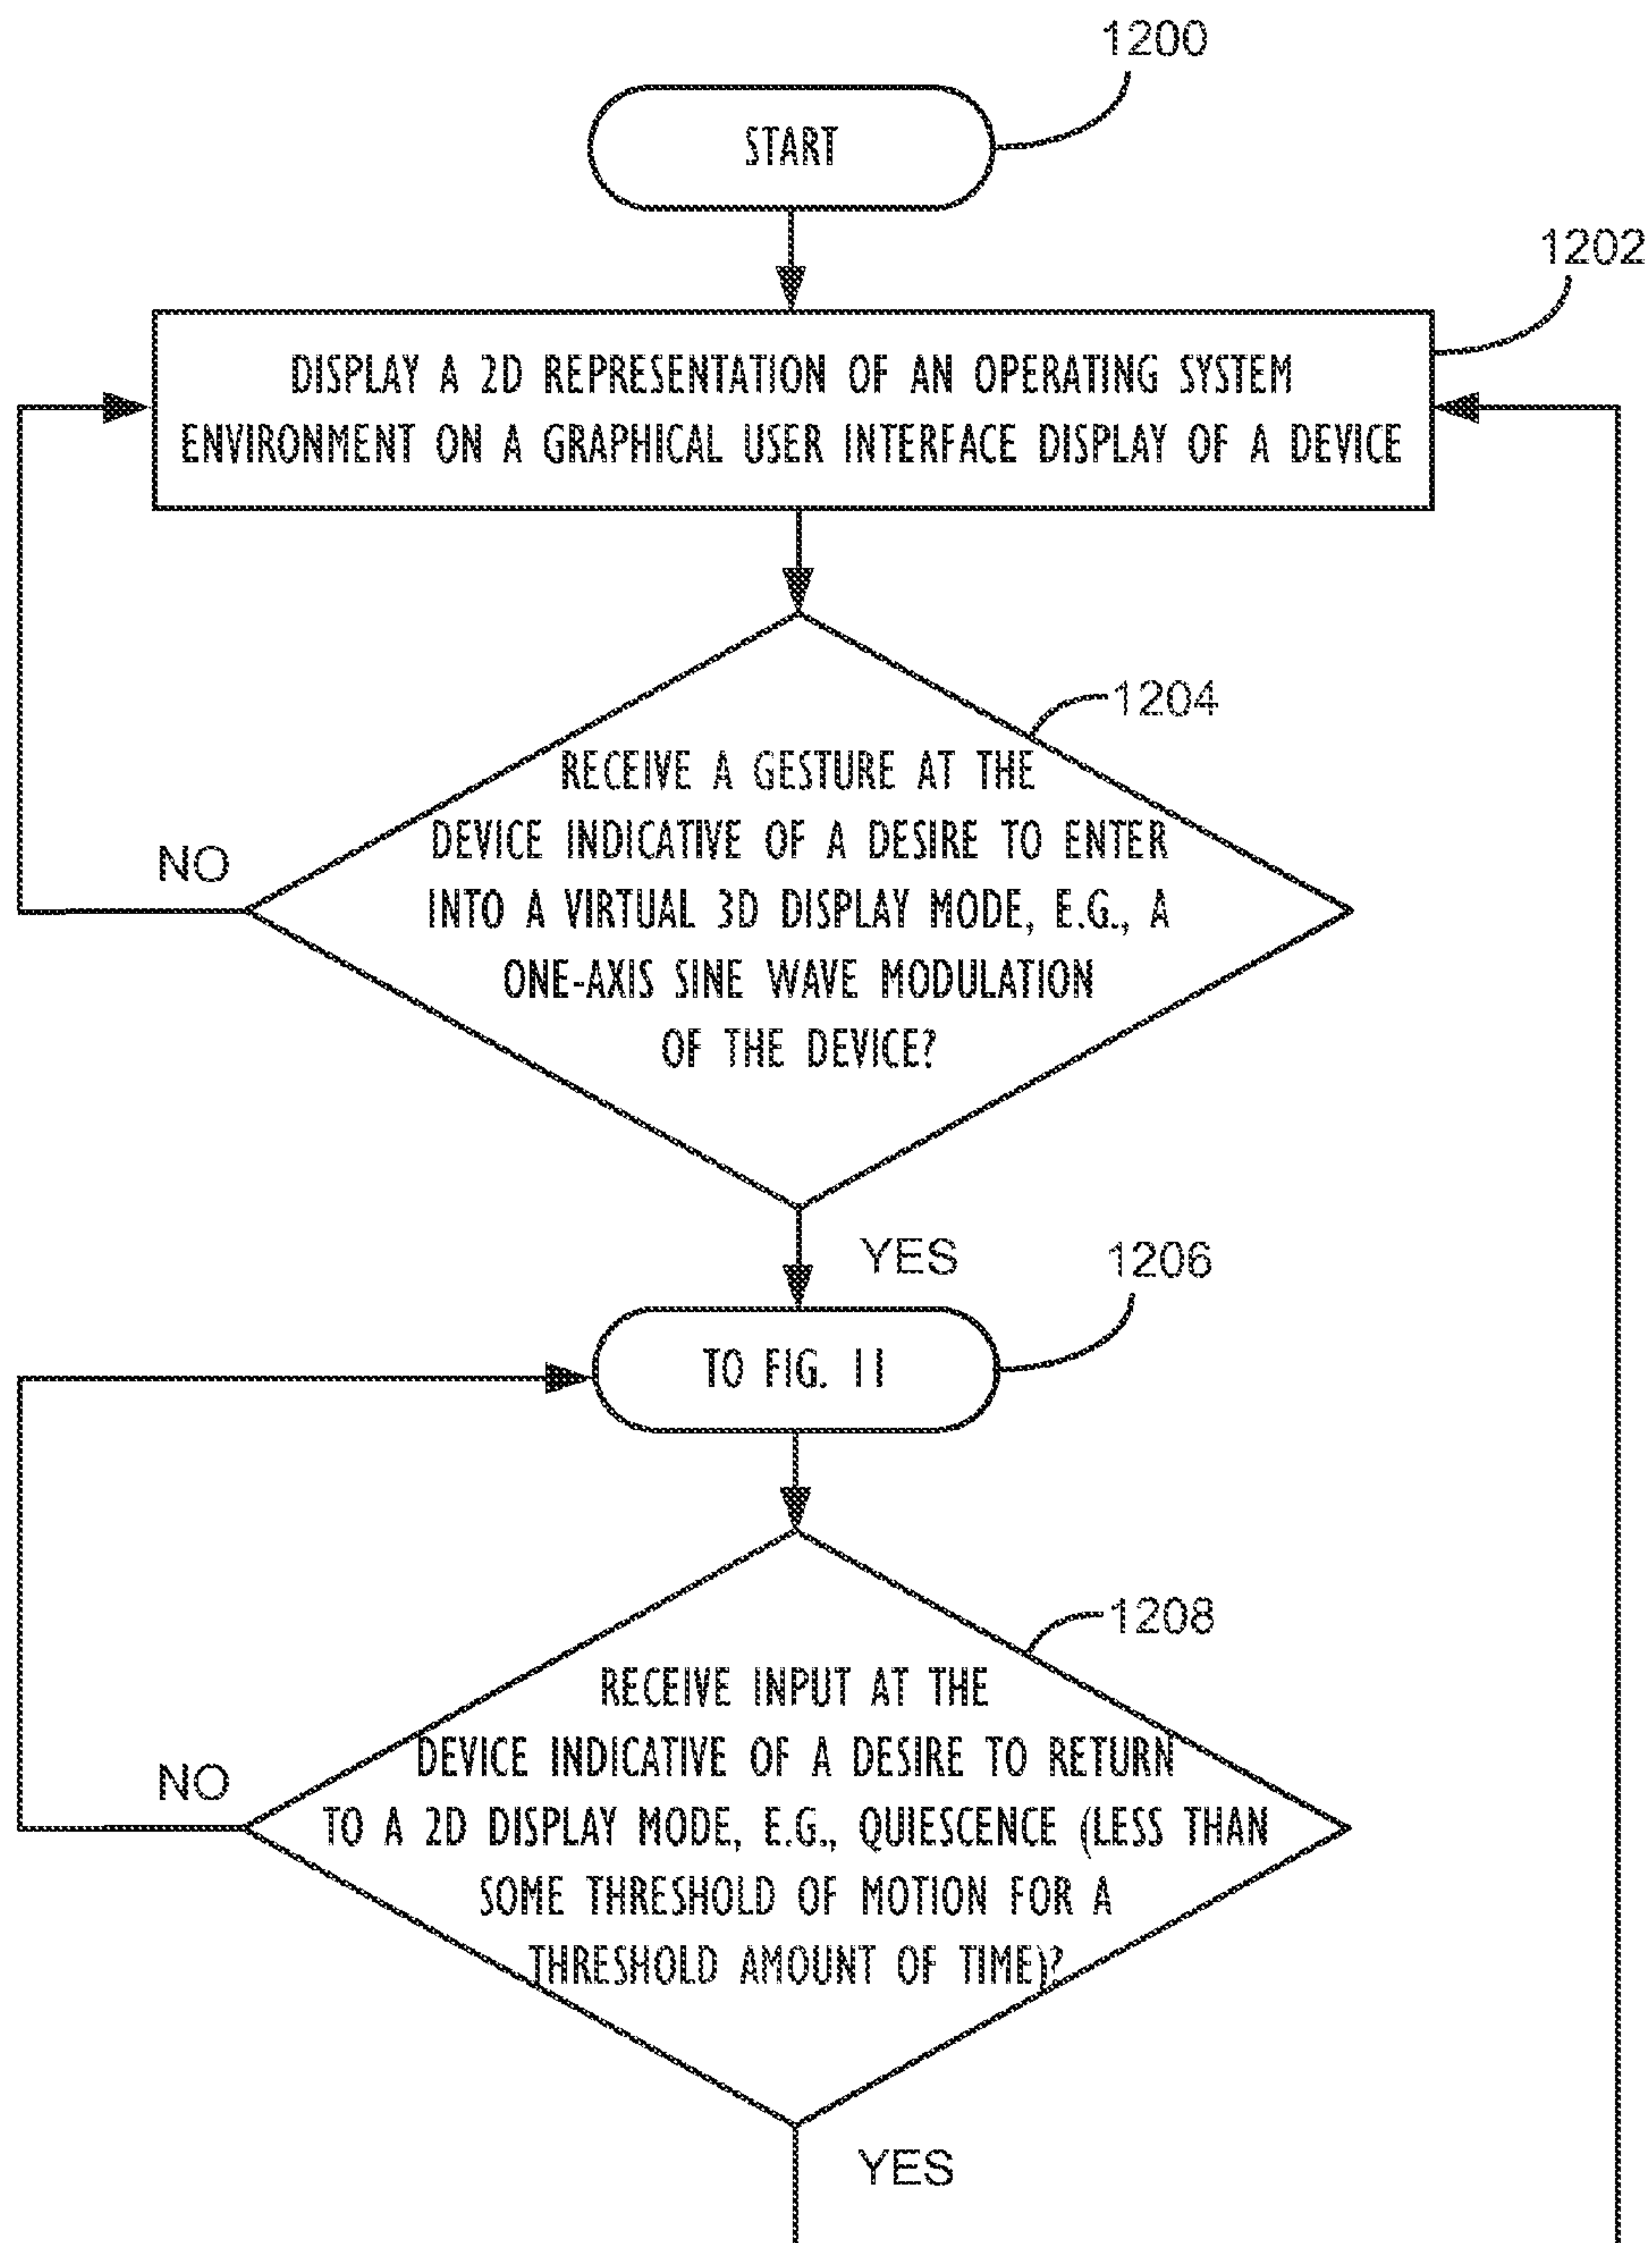 1200
START
1202
DISPLAY A 2D REPRESENTATION OF AN OPERATING SYSTEM
ENVIRONMENT ON A GRAPHICAL USER INTERFACE DISPLAY OF A DEVICE
1204
RECEIVE A GESTURE AT THE
DEVICE INDICATIVE OF A DESIRE TO ENTER
INTO A VIRTUAL 3D DISPLAY MODE, E.G., A
ONE-AXIS SINE WAVE MODULATION
OF THE DEVICE?
NO
YES
1206
TO FIG. 11
1208
RECEIVE INPUT AT THE
DEVICE INDICATIVE OF A DESIRE TO RETURN
TO A 2D DISPLAY MODE, E.G., QUIESCENCE (LESS THAN
SOME THRESHOLD OF MOTION FOR A
THRESHOLD AMOUNT OF TIME)?
NO
YES